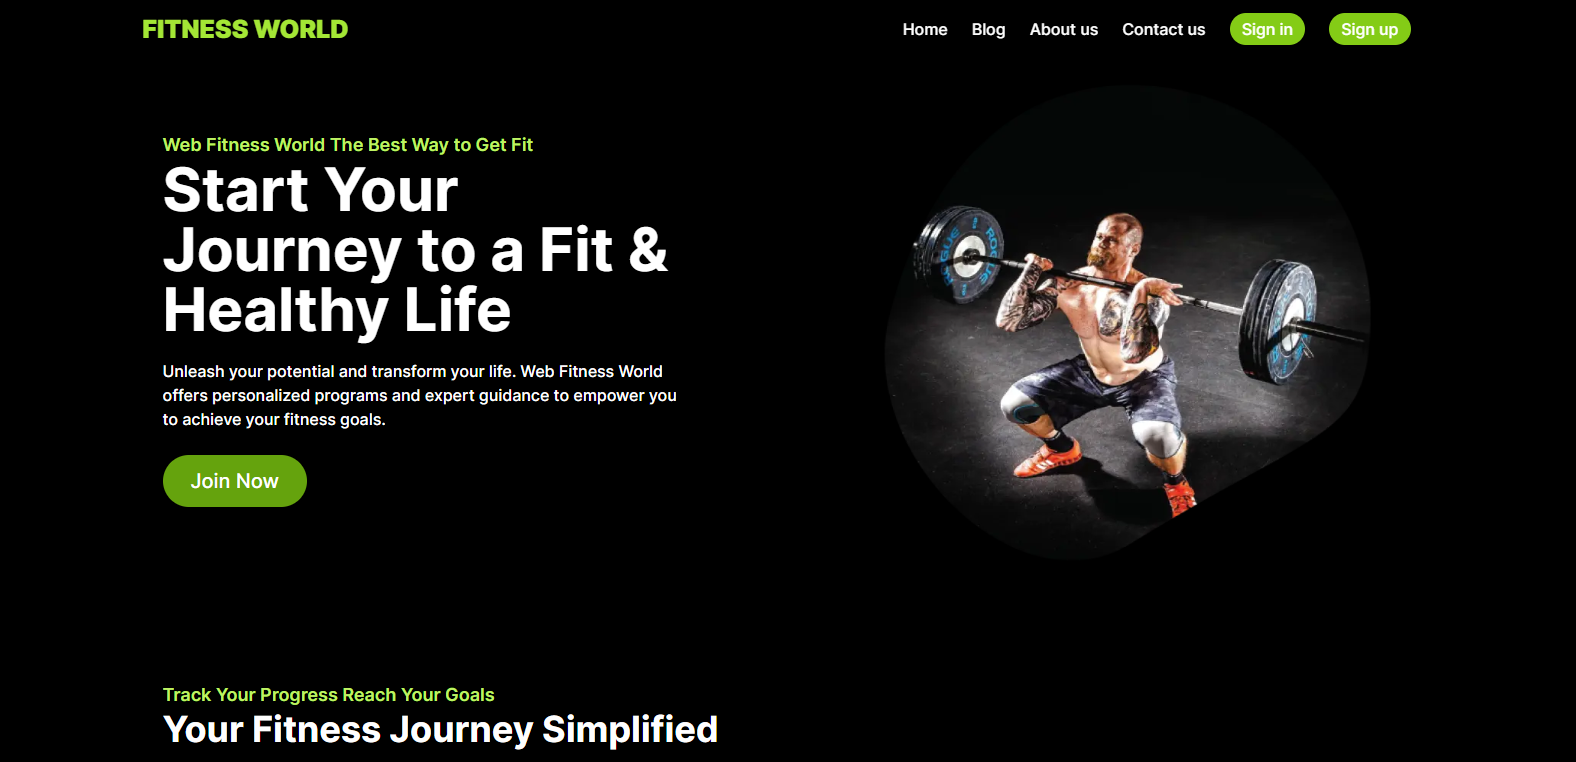 FITNESS WORLD
Home Blog About us Contact us Sign in Sign up
Web Fitness World The Best Way to Get Fit
Start Your
Journey to a Fit &
Healthy Life
Unleash your potential and transform your life. Web Fitness World
offers personalized programs and expert guidance to empower you
to achieve your fitness goals.
Join Now
ROGUE
ROGUE
Track Your Progress Reach Your Goals
Your Fitness Journey Simplified